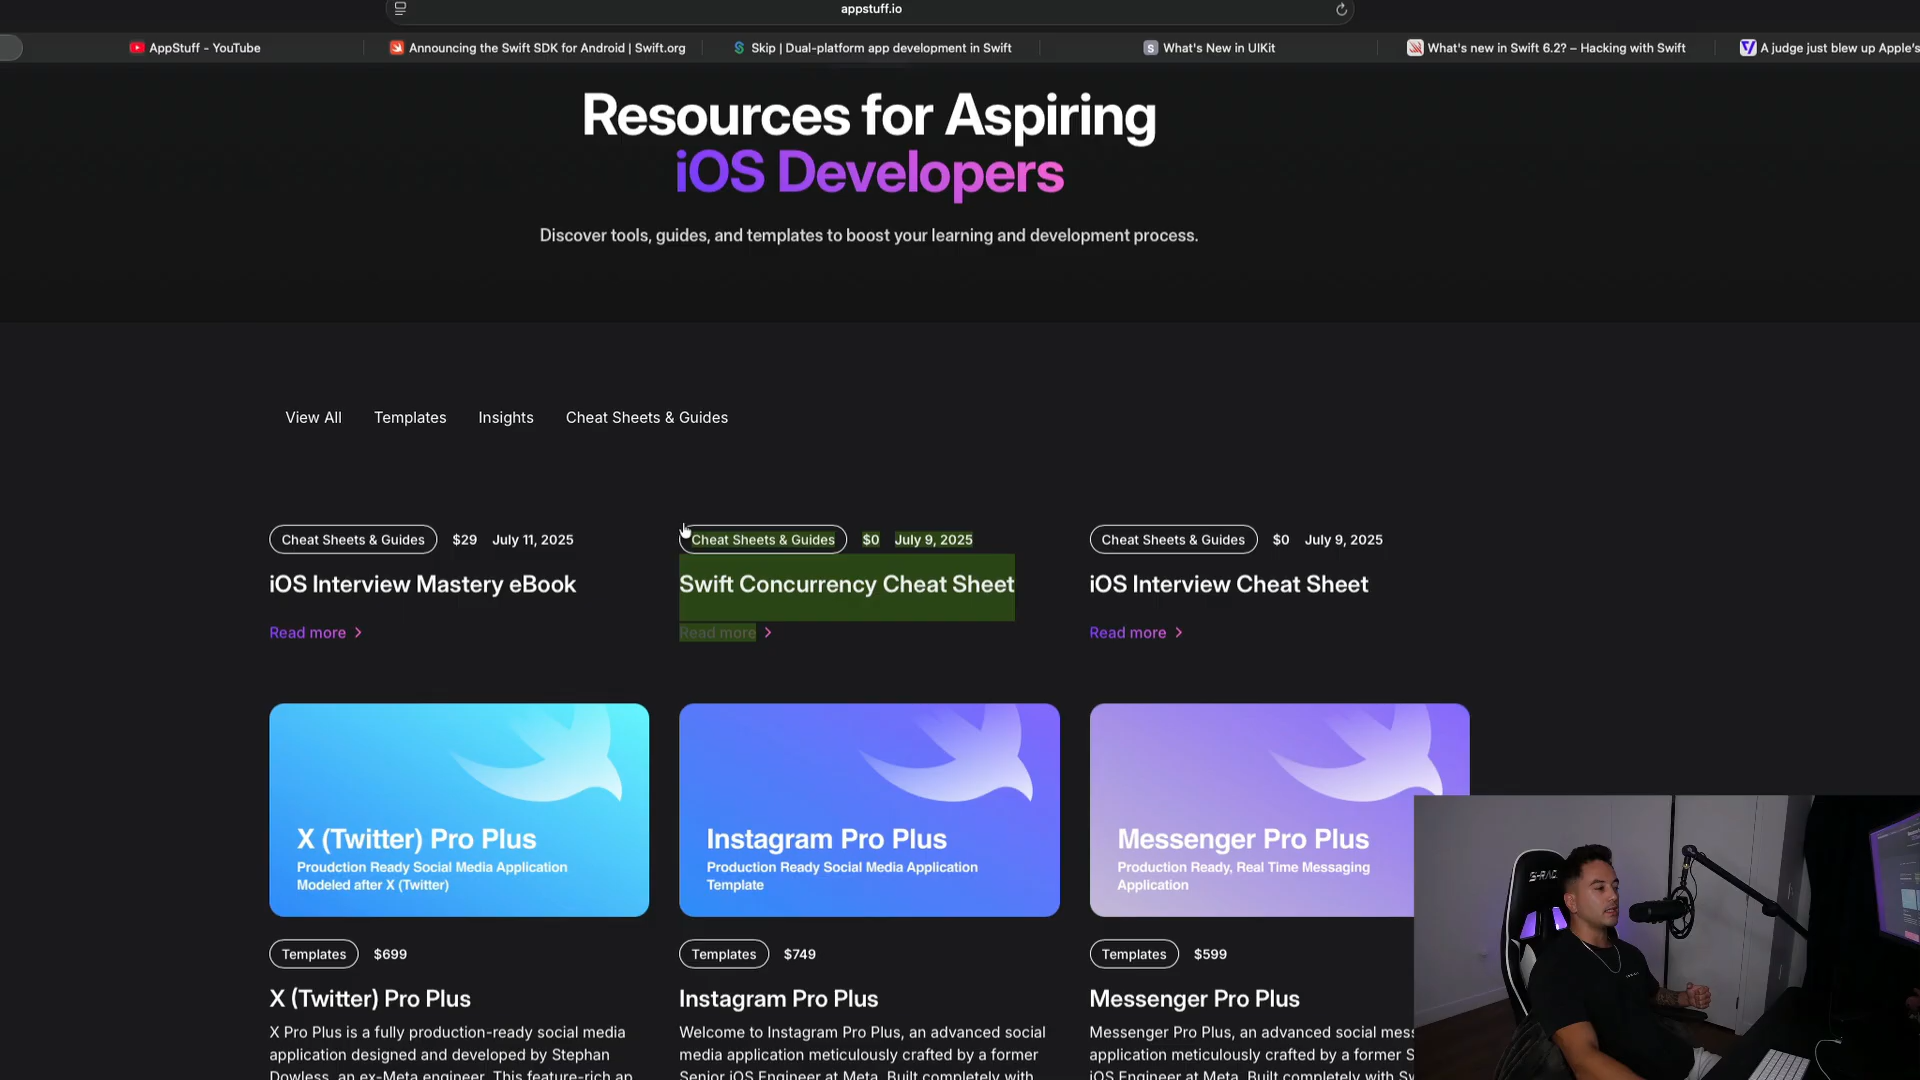 appstuff.io
AppStuff - YouTube
Announcing the Swift SDK for Android | Swift.org
Skip | Dual-platform app development in Swift
What's New in UIKit
What's new in Swift 6.2? – Hacking with Swift
A judge just blew up Apple's
Resources for Aspiring
iOS Developers
Discover tools, guides, and templates to boost your learning and development process.
View All
Templates
Insights
Cheat Sheets & Guides
Cheat Sheets & Guides $29 July 11, 2025
iOS Interview Mastery eBook
Read more
Cheat Sheets & Guides $0 July 9, 2025
Swift Concurrency Cheat Sheet
Read more
Cheat Sheets & Guides $0 July 9, 2025
iOS Interview Cheat Sheet
Read more
X (Twitter) Pro Plus
Proudction Ready Social Media Application
Modeled after X (Twitter)
Templates $699
X (Twitter) Pro Plus
X Pro Plus is a fully production-ready social media
application designed and developed by Stephan
Dowless, an ex-Meta engineer. This feature-rich ap
Instagram Pro Plus
Production Ready Social Media Application
Template
Templates $749
Instagram Pro Plus
Welcome to Instagram Pro Plus, an advanced social
media application meticulously crafted by a former
Senior iOS Engineer at Meta. Built completely with
Messenger Pro Plus
Production Ready, Real Time Messaging
Application
Templates $599
Messenger Pro Plus
Messenger Pro Plus, an advanced social mess
application meticulously crafted by a former S
iOS Engineer at Meta. Built completely with Sw